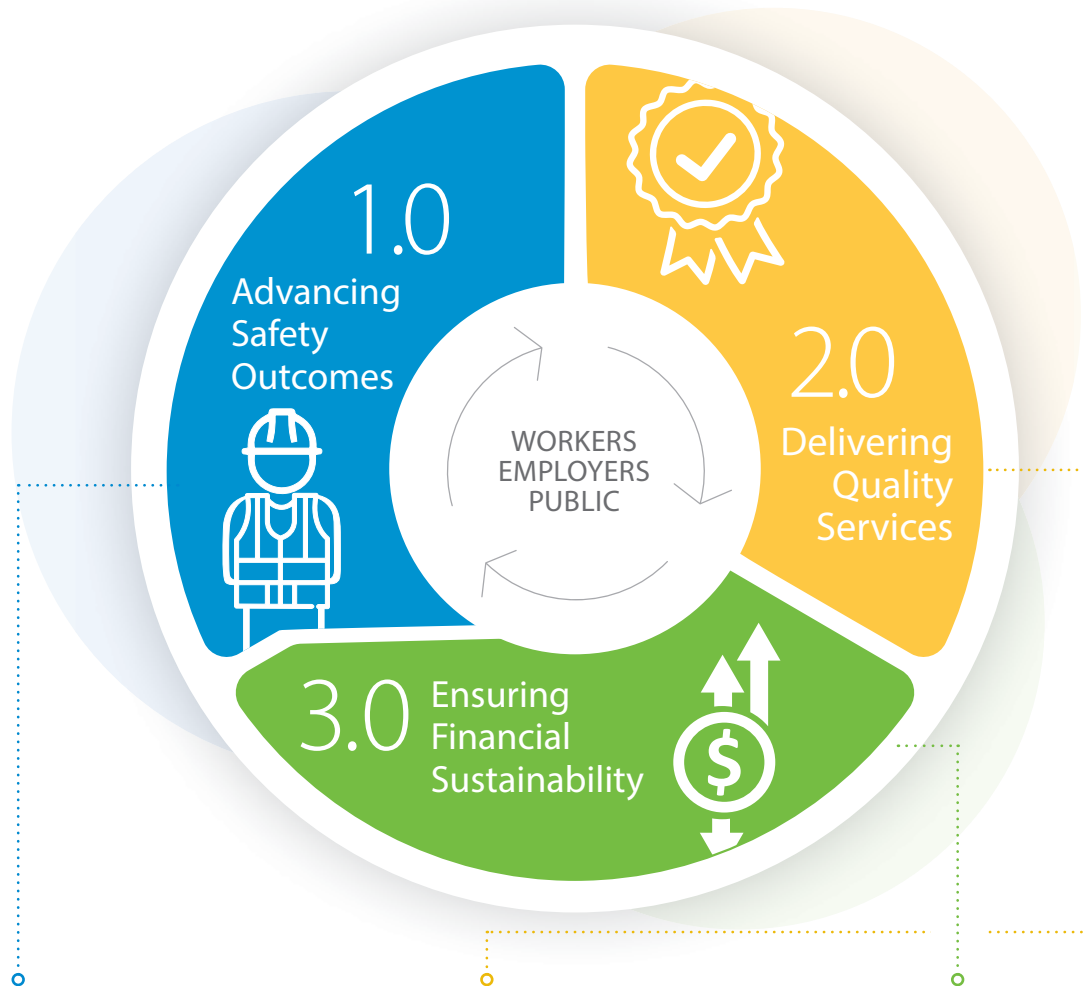 1.0
Advancing
Safety
Outcomes
2.0
Delivering
Quality
Services
WORKERS
EMPLOYERS
PUBLIC
3.0
Ensuring
Financial
Sustainability
$